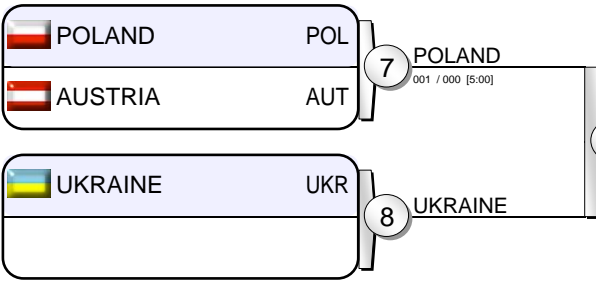 POLAND POL
7 POLAND
001 / 000 [5:00]
AUSTRIA AUT
UKRAINE UKR
8 UKRAINE